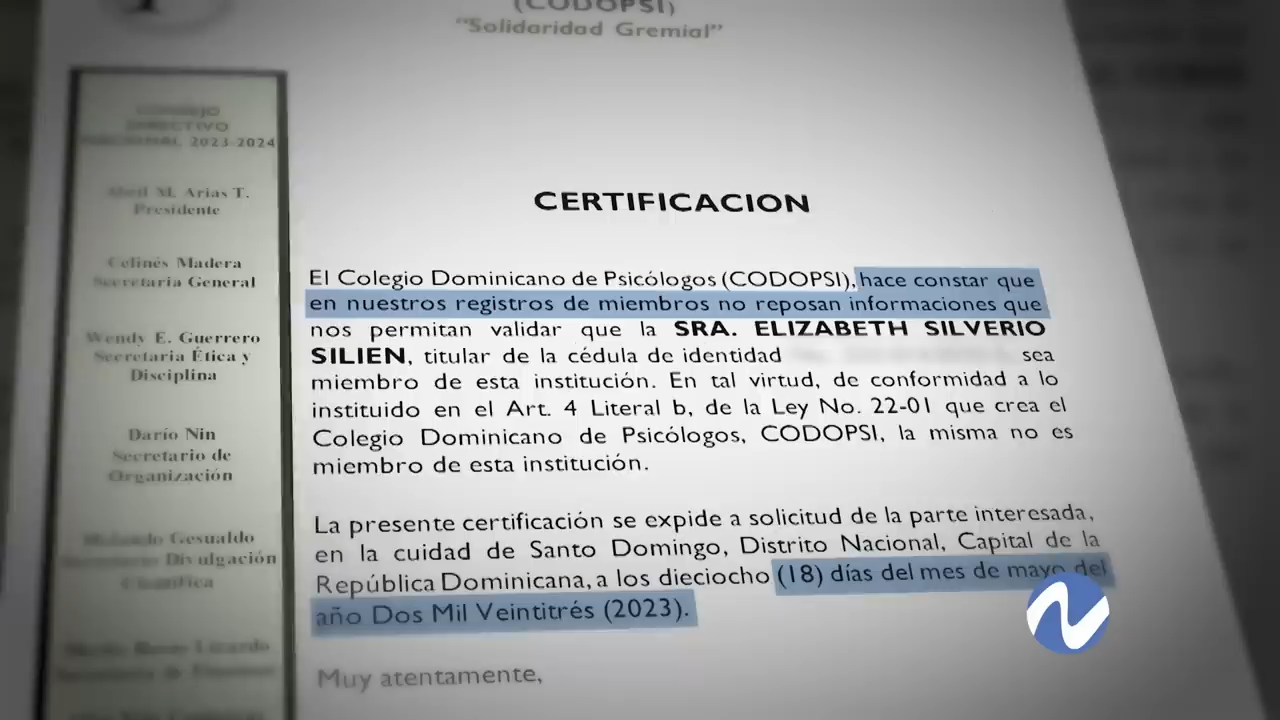 (CODOPSI)
“Solidaridad Gremial”
CONSEJO
DIRECTIVO
2023-2024
M. Arias T.
Presidente
Celinés Madera
Secretaria General
Wendy E. Guerrero
Secretaria Ética y
Disciplina
Darío Nin
Secretario de
Organización
Gesualdo
Divulgación
Científica
CERTIFICACION
El Colegio Dominicano de Psicólogos (CODOPSI), hace constar que
en nuestros registros de miembros no reposan informaciones que
nos permitan validar que la SRA. ELIZABETH SILVERIO
SILIEN, titular de la cédula de identidad sea
miembro de esta institución. En tal virtud, de conformidad a lo
instituido en el Art. 4 Literal b, de la Ley No. 22-01 que crea el
Colegio Dominicano de Psicólogos, CODOPSI, la misma no es
miembro de esta institución.
La presente certificación se expide a solicitud de la parte interesada,
en la cuidad de Santo Domingo, Distrito Nacional, Capital de la
República Dominicana, a los dieciocho (18) días del mes de mayo del
año Dos Mil Veintitrés (2023).
Muy atentamente,